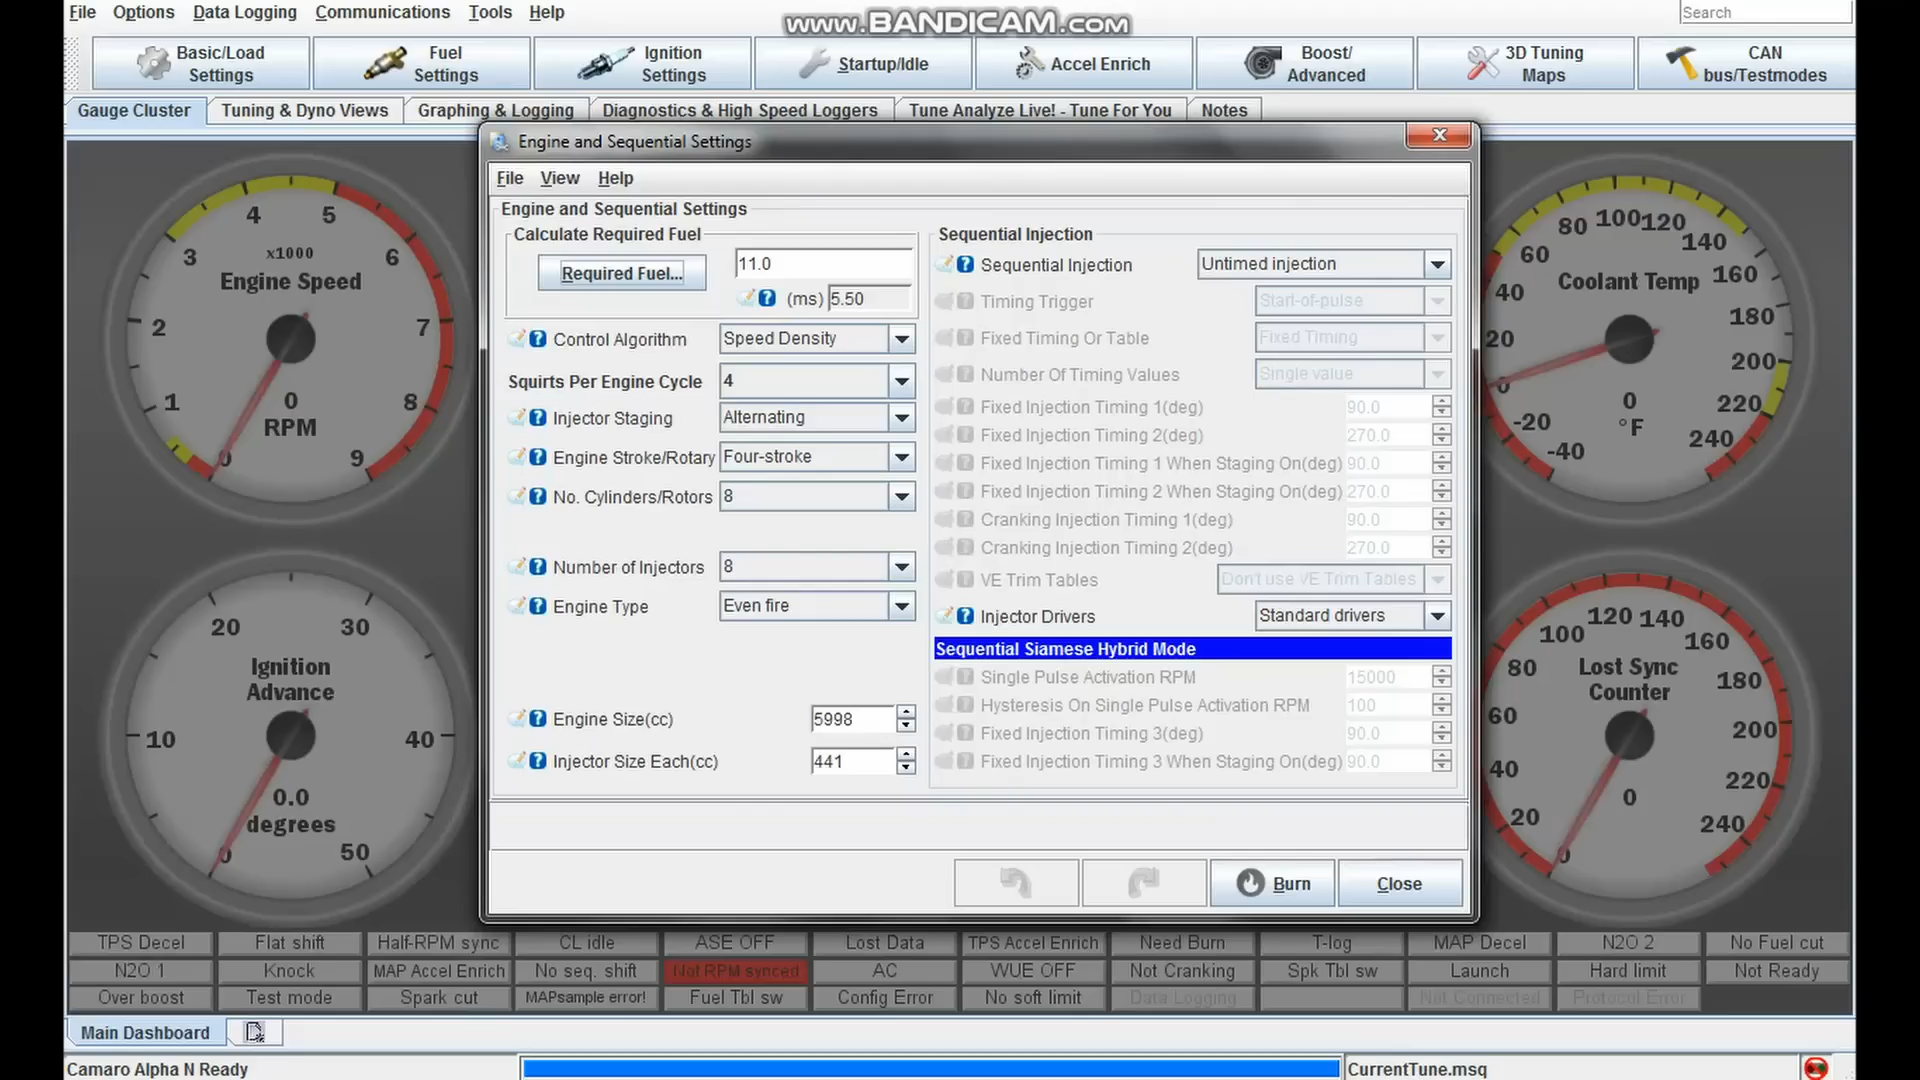 File Options Data Logging Communications Tools Help
www.BANDICAM.com
Search
Basic/Load Settings
Fuel Settings
Ignition Settings
Startup/Idle
Accel Enrich
Boost/ Advanced
3D Tuning Maps
CAN bus/Testmodes
Gauge Cluster Tuning & Dyno Views Graphing & Logging Diagnostics & High Speed Loggers Tune Analyze Live! - Tune For You Notes
Engine and Sequential Settings
File View Help
Engine and Sequential Settings
Calculate Required Fuel
Required Fuel... 11.0
(ms) 5.50
Control Algorithm Speed Density
Squirts Per Engine Cycle 4
Injector Staging Alternating
Engine Stroke/Rotary Four-stroke
No. Cylinders/Rotors 8
Number of Injectors 8
Engine Type Even fire
Engine Size(cc) 5998
Injector Size Each(cc) 441
Sequential Injection
Sequential Injection Untimed injection
Timing Trigger Start-of-pulse
Fixed Timing Or Table Fixed Timing
Number Of Timing Values Single value
Fixed Injection Timing 1(deg) 90.0
Fixed Injection Timing 2(deg) 270.0
Fixed Injection Timing 1 When Staging On(deg) 90.0
Fixed Injection Timing 2 When Staging On(deg) 270.0
Cranking Injection Timing 1(deg) 90.0
Cranking Injection Timing 2(deg) 270.0
VE Trim Tables Don't use VE Trim Tables
Injector Drivers Standard drivers
Sequential Siamese Hybrid Mode
Single Pulse Activation RPM 15000
Hysteresis On Single Pulse Activation RPM 100
Fixed Injection Timing 3(deg) 90.0
Fixed Injection Timing 3 When Staging On(deg) 90.0
Burn Close
0 1 2 3 4 5 6 7 8 9
x1000
Engine Speed
0
RPM
10 20 30 40 50
0
Ignition Advance
0.0
degrees
-40 -20 0 20 40 60 80 100 120 140 160 180 200 220 240
Coolant Temp
0
°F
0 20 40 60 80 100 120 140 160 180 200 220 240
Lost Sync Counter
0
TPS Decel Flat shift Half-RPM sync CL idle ASE OFF Lost Data TPS Accel Enrich Need Burn T-log MAP Decel N2O 2 No Fuel cut
N2O 1 Knock MAP Accel Enrich No seq. shift Not RPM synced AC WUE OFF Not Cranking Spk Tbl sw Launch Hard limit Not Ready
Over boost Test mode Spark cut MAPsample error! Fuel Tbl sw Config Error No soft limit Data Logging Not Connected Protocol Error
Main Dashboard
Camaro Alpha N Ready
CurrentTune.msq